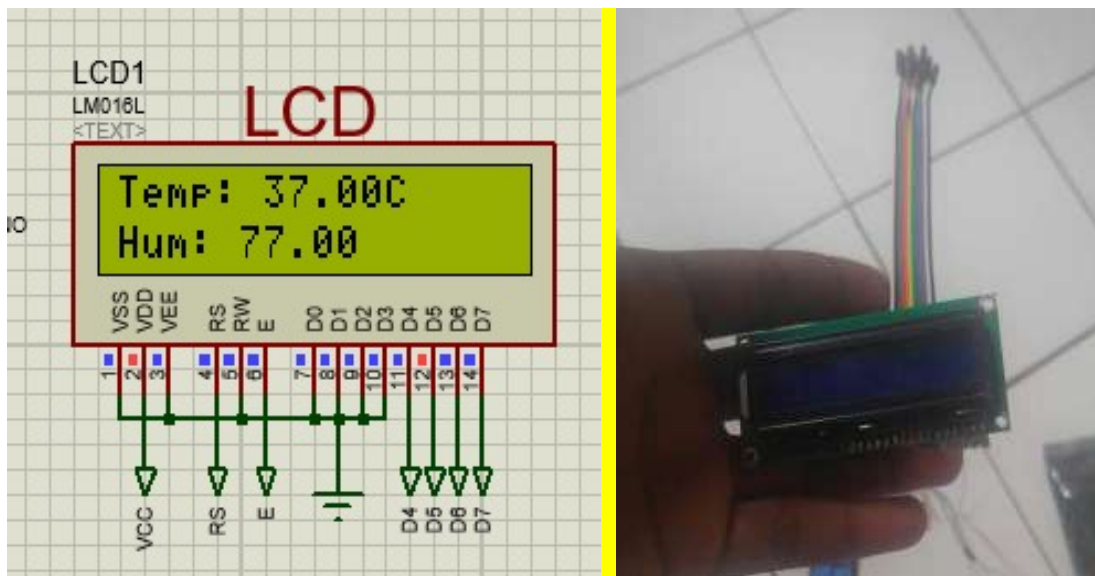 LCD1
LM016L
<TEXT>
LCD
Temp: 37.00C
Hum: 77.00
VSS VDD VEE RS RW E D0 D1 D2 D3 D4 D5 D6 D7
1 2 3 4 5 6 7 8 9 10 11 12 13 14
VCC RS E D4 D5 D6 D7